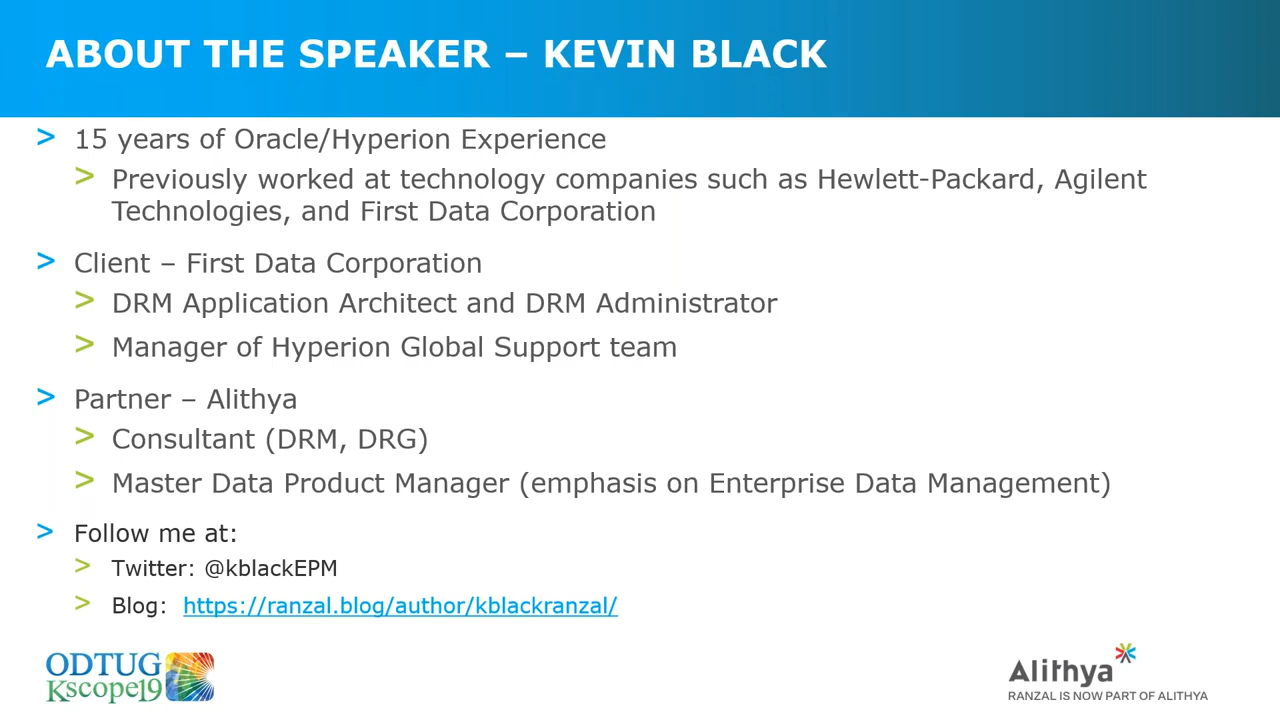 ABOUT THE SPEAKER – KEVIN BLACK
> 15 years of Oracle/Hyperion Experience
> Previously worked at technology companies such as Hewlett-Packard, Agilent
Technologies, and First Data Corporation
> Client – First Data Corporation
> DRM Application Architect and DRM Administrator
> Manager of Hyperion Global Support team
> Partner – Alithya
> Consultant (DRM, DRG)
> Master Data Product Manager (emphasis on Enterprise Data Management)
> Follow me at:
> Twitter: @kblackEPM
> Blog: https://ranzal.blog/author/kblackranzal/
ODTUG
Kscope19
Alithya
RANZAL IS NOW PART OF ALITHYA